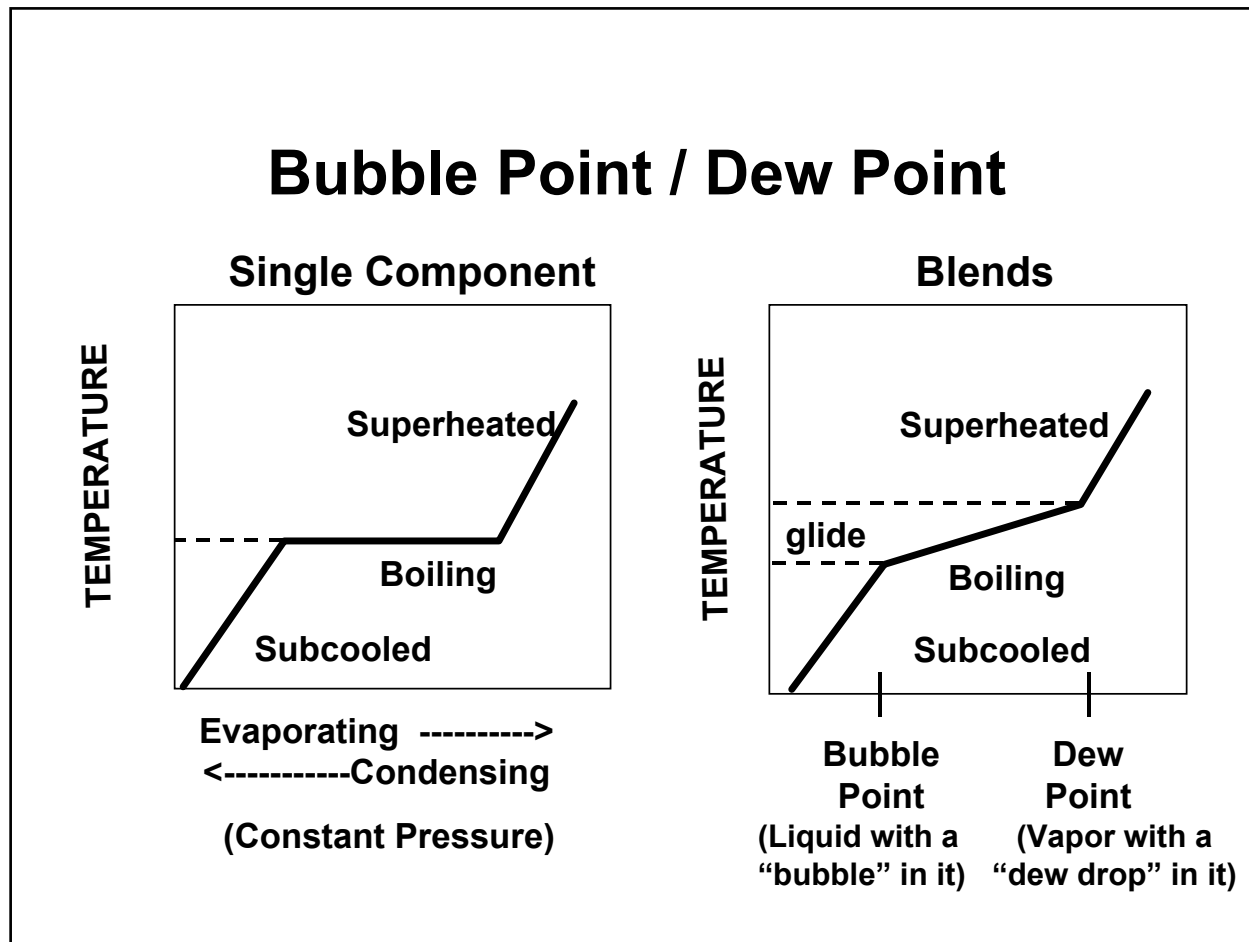 Bubble Point / Dew Point
Single Component
TEMPERATURE
Superheated
Boiling
Subcooled
Evaporating ---------->
<-----------Condensing
(Constant Pressure)
Blends
TEMPERATURE
Superheated
glide
Boiling
Subcooled
Bubble
Point
(Liquid with a
“bubble” in it)
Dew
Point
(Vapor with a
“dew drop” in it)